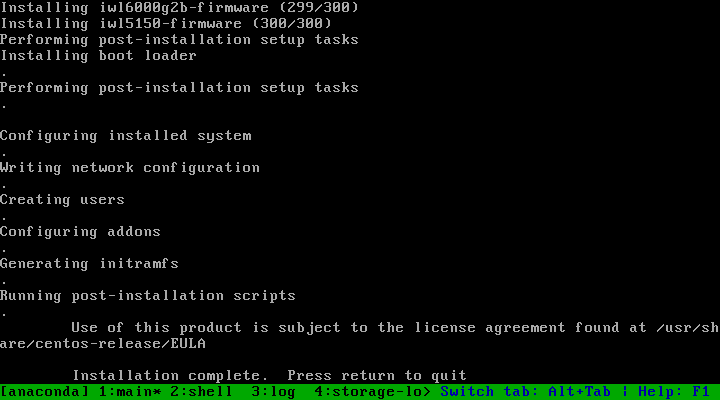 Installing iwl6000g2b-firmware (299/300)
Installing iwl5150-firmware (300/300)
Performing post-installation setup tasks
Installing boot loader
.
Performing post-installation setup tasks
.
Configuring installed system
.
Writing network configuration
.
Creating users
.
Configuring addons
.
Generating initramfs
.
Running post-installation scripts
.
Use of this product is subject to the license agreement found at /usr/sh
are/centos-release/EULA
Installation complete.  Press return to quit
[anaconda] 1:main* 2:shell  3:log  4:storage-lo> Switch tab: Alt+Tab | Help: F1